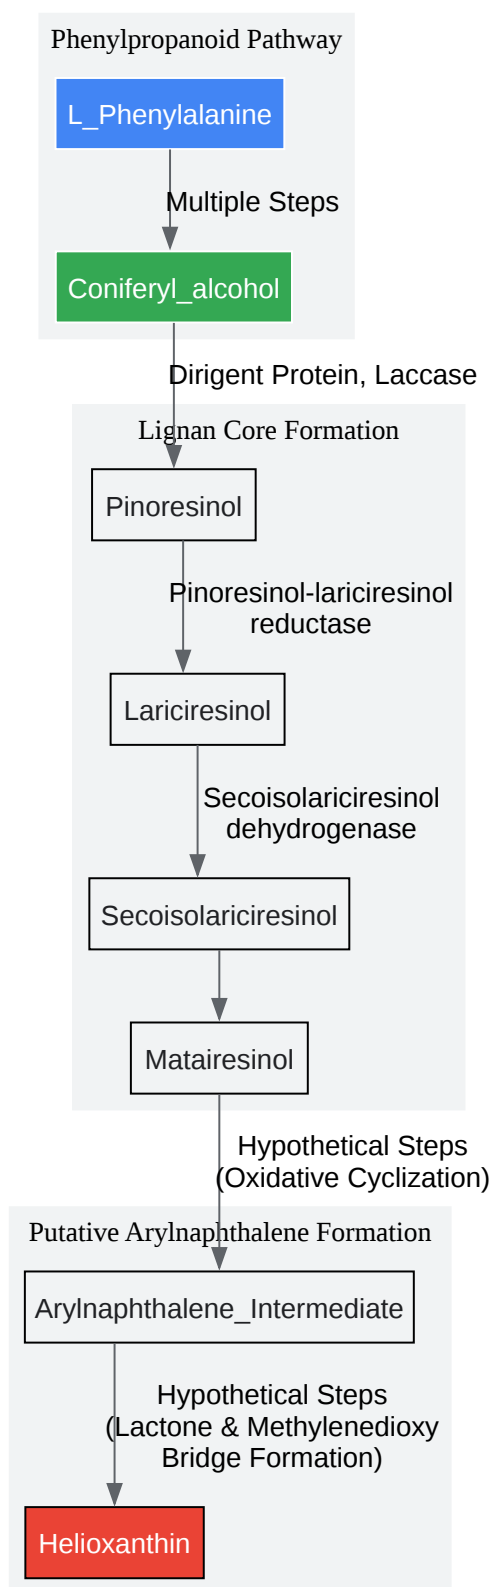 Phenylpropanoid Pathway
L_Phenylalanine
Multiple Steps
Coniferyl_alcohol
Dirigent Protein, Laccase
Lignan Core Formation
Pinoresinol
Pinoresinol-lariciresinol
reductase
Lariciresinol
Secoisolariciresinol
dehydrogenase
Secoisolariciresinol
Matairesinol
Hypothetical Steps
(Oxidative Cyclization)
Putative Arylnaphthalene Formation
Arylnaphthalene_Intermediate
Hypothetical Steps
(Lactone & Methylenedioxy
Bridge Formation)
Helioxanthin